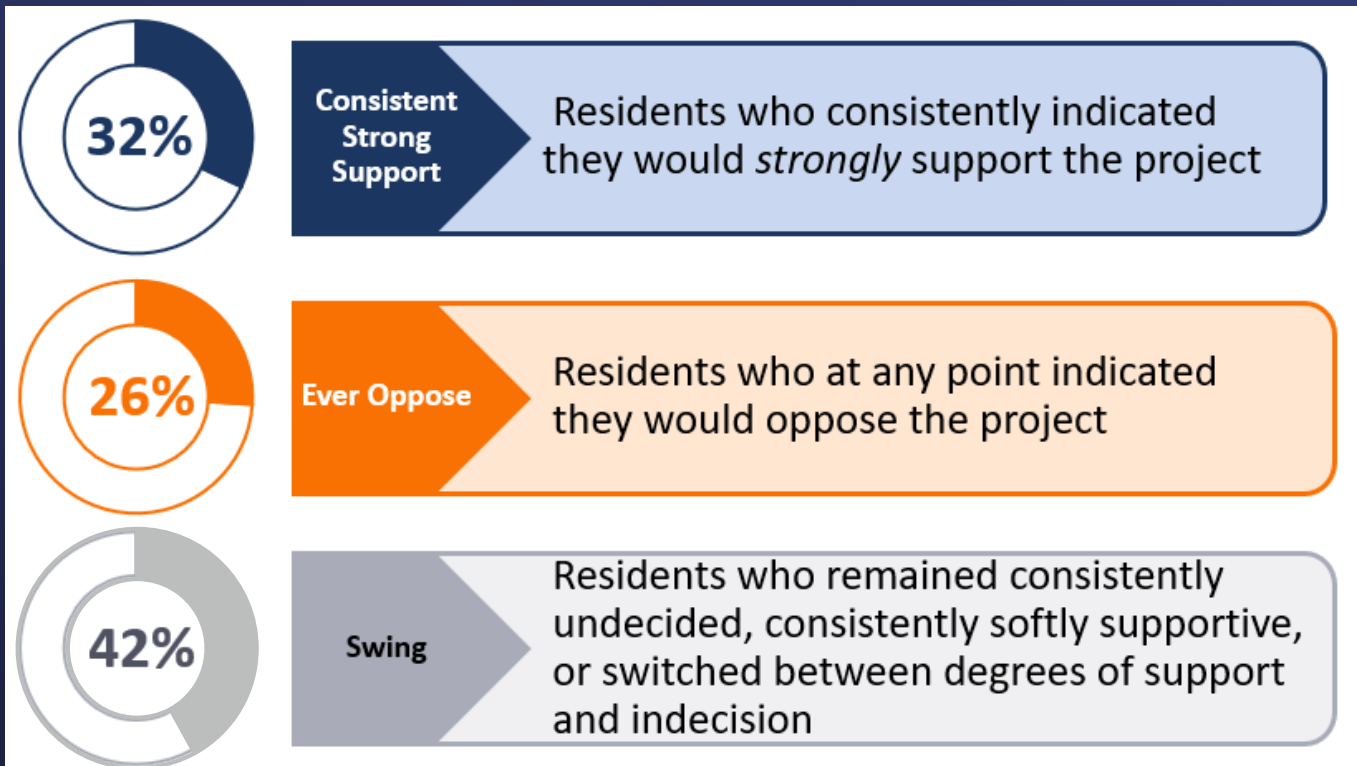 32%
Consistent
Strong
Support
Residents who consistently indicated
they would strongly support the project
26%
Ever Oppose
Residents who at any point indicated
they would oppose the project
42%
Swing
Residents who remained consistently
undecided, consistently softly supportive,
or switched between degrees of support
and indecision